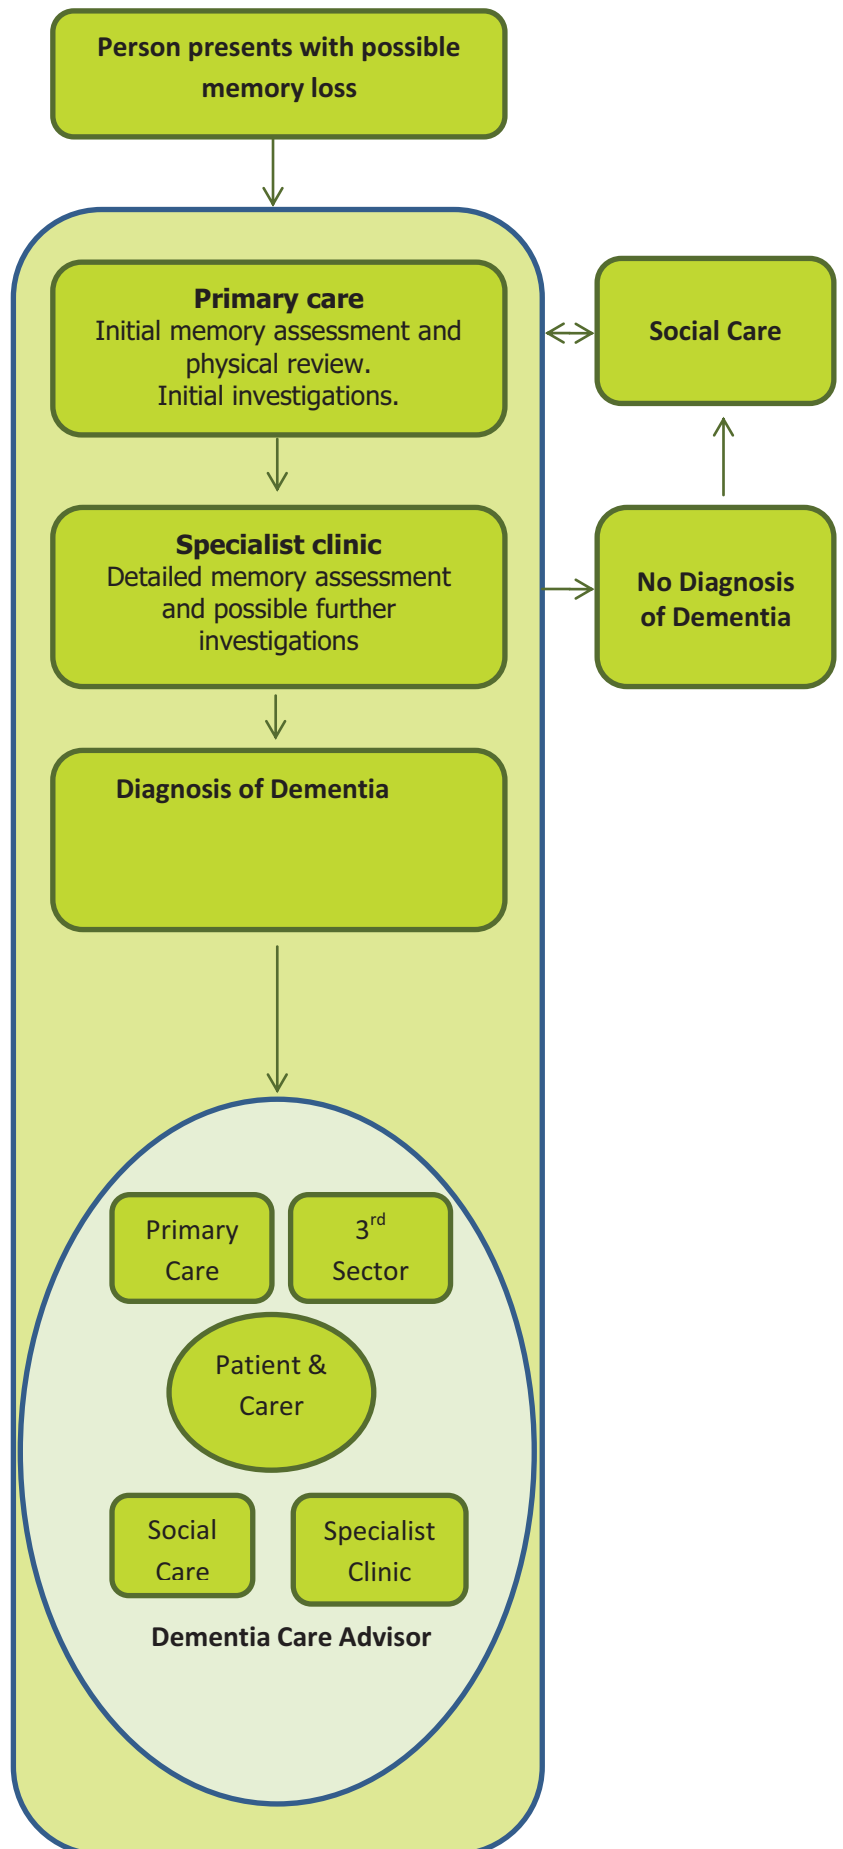 Person presents with possible
memory loss
Primary care
Initial memory assessment and
physical review.
Initial investigations.
Social Care
Specialist clinic
Detailed memory assessment
and possible further
investigations
No Diagnosis
of Dementia
Diagnosis of Dementia
Primary
Care
3rd
Sector
Patient &
Carer
Social
Care
Specialist
Clinic
Dementia Care Advisor